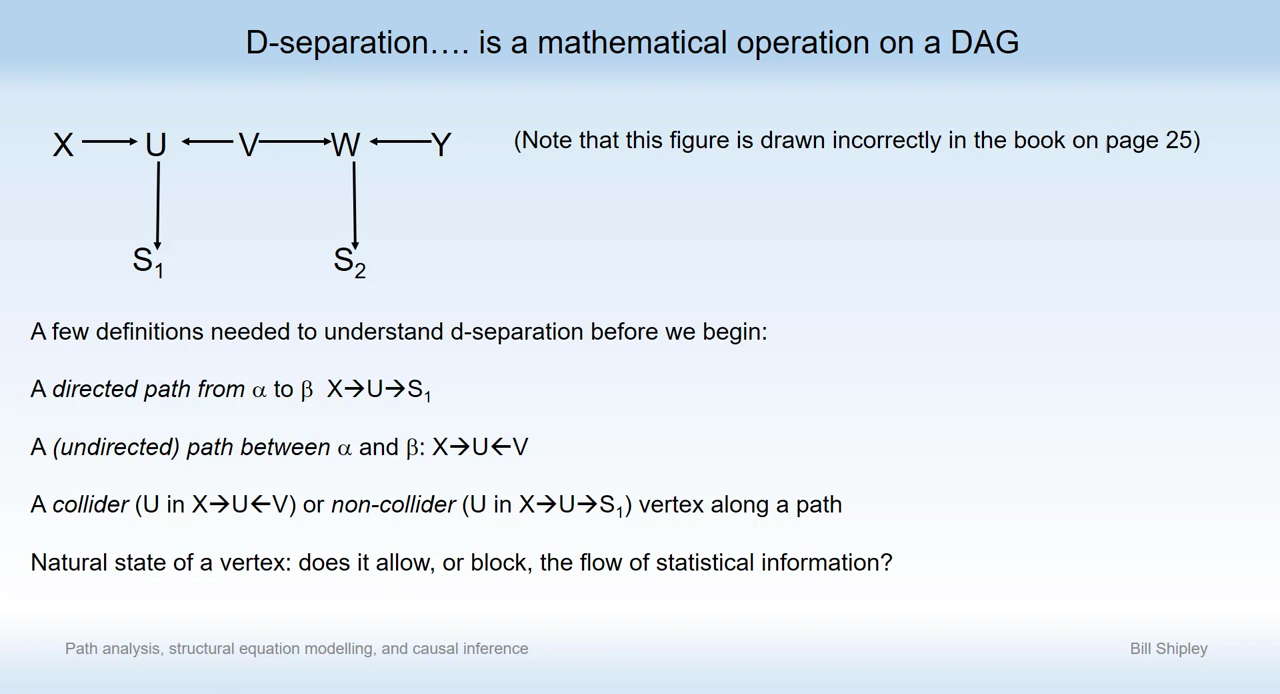 D-separation…. is a mathematical operation on a DAG
X U V W Y (Note that this figure is drawn incorrectly in the book on page 25)
S1 S2
A few definitions needed to understand d-separation before we begin:
A directed path from α to β X→U→S1
A (undirected) path between α and β: X→U←V
A collider (U in X→U←V) or non-collider (U in X→U→S1) vertex along a path
Natural state of a vertex: does it allow, or block, the flow of statistical information?
Path analysis, structural equation modelling, and causal inference Bill Shipley